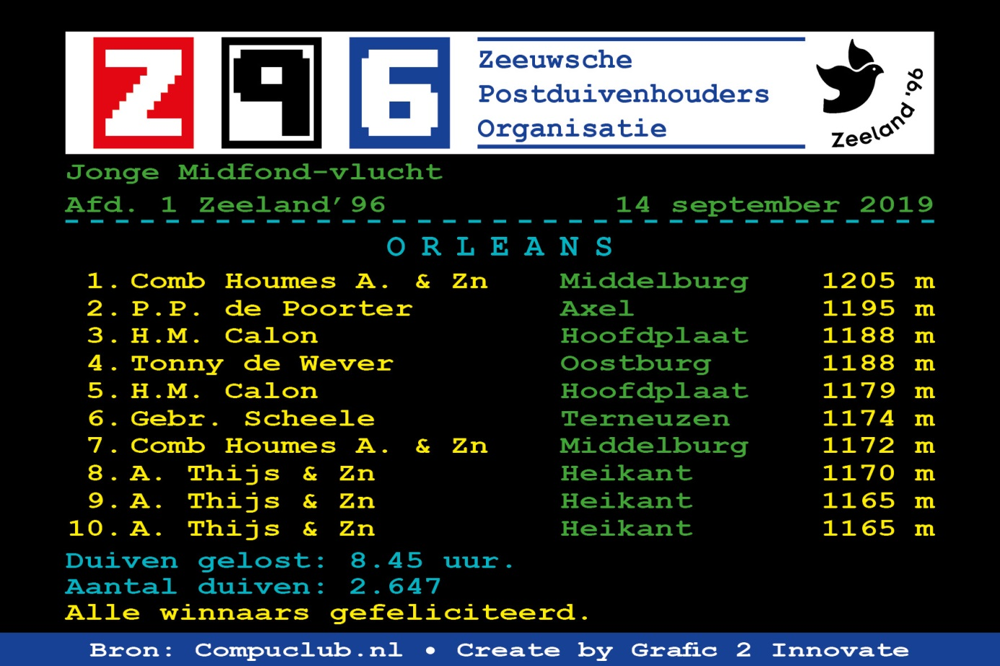 Z96
Zeeuwsche
Postduivenhouders
Organisatie
Zeeland '96
Jonge Midfond-vlucht
Afd. 1 Zeeland’96 14 september 2019
ORLEANS
1. Comb Houmes A. & Zn Middelburg 1205 m
2. P.P. de Poorter Axel 1195 m
3. H.M. Calon Hoofdplaat 1188 m
4. Tonny de Wever Oostburg 1188 m
5. H.M. Calon Hoofdplaat 1179 m
6. Gebr. Scheele Terneuzen 1174 m
7. Comb Houmes A. & Zn Middelburg 1172 m
8. A. Thijs & Zn Heikant 1170 m
9. A. Thijs & Zn Heikant 1165 m
10. A. Thijs & Zn Heikant 1165 m
Duiven gelost: 8.45 uur.
Aantal duiven: 2.647
Alle winnaars gefeliciteerd.
Bron: Compuclub.nl • Create by Grafic 2 Innovate